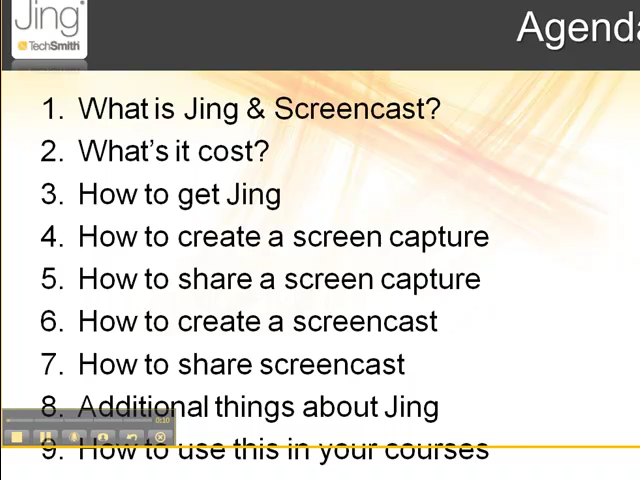 Jing
TechSmith
Agenda
1. What is Jing & Screencast?
2. What's it cost?
3. How to get Jing
4. How to create a screen capture
5. How to share a screen capture
6. How to create a screencast
7. How to share screencast
8. Additional things about Jing
0:10
9. How to use this in your courses